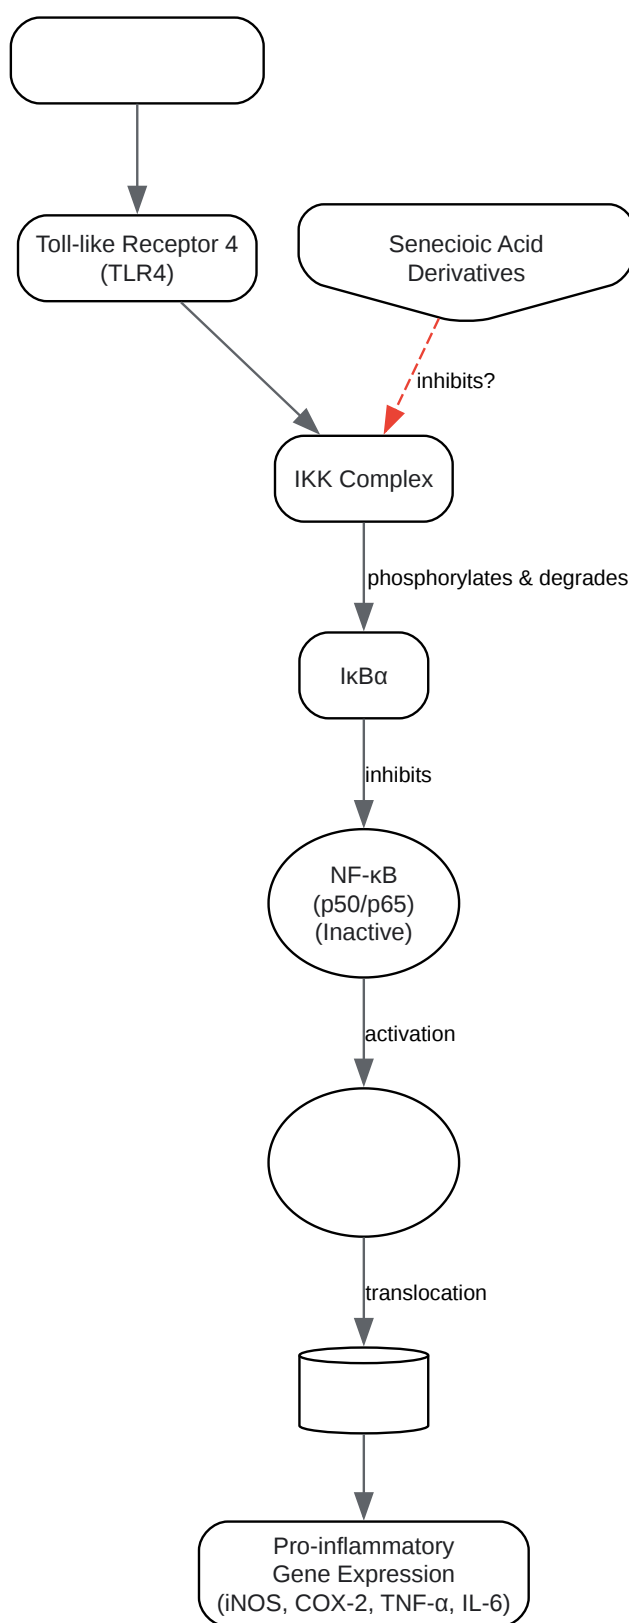 Toll-like Receptor 4
(TLR4)
Senecioic Acid
Derivatives
inhibits?
IKK Complex
phosphorylates & degrades
IκBα
inhibits
NF-κB
(p50/p65)
(Inactive)
activation
translocation
Pro-inflammatory
Gene Expression
(iNOS, COX-2, TNF-α, IL-6)